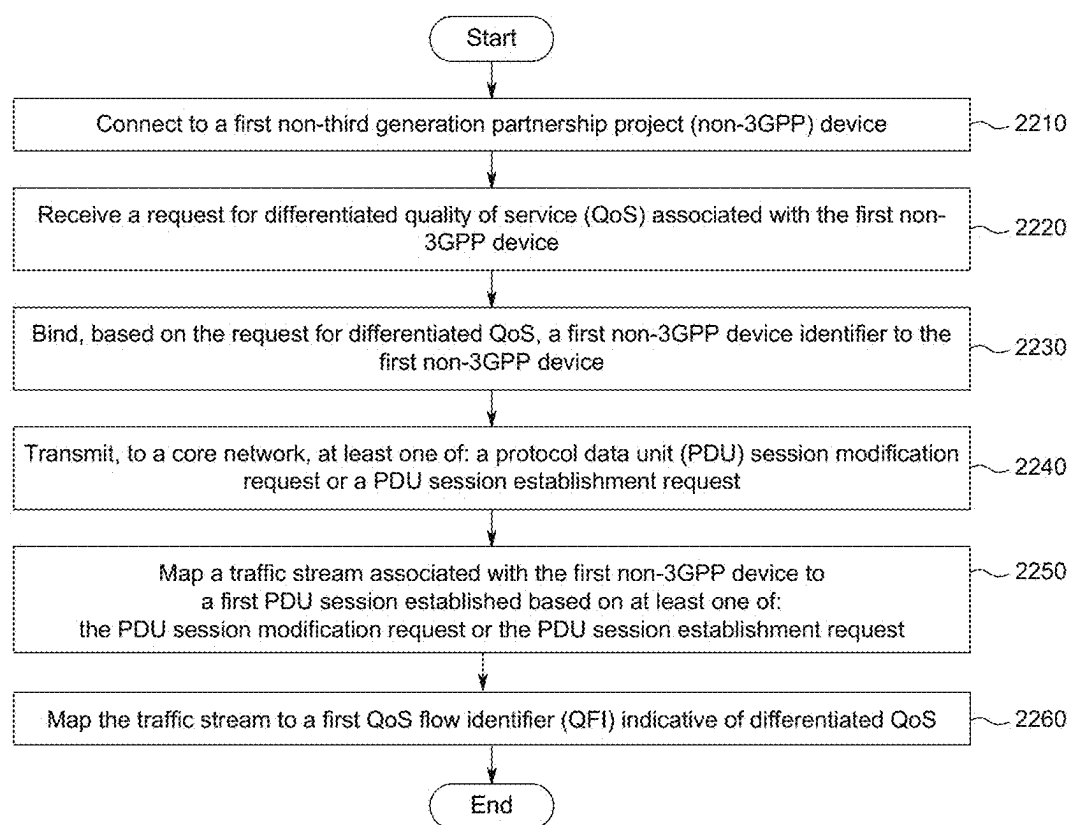 Start
Connect to a first non-third generation partnership project (non-3GPP) device
2210
Receive a request for differentiated quality of service (QoS) associated with the first non-
3GPP device
2220
Bind, based on the request for differentiated QoS, a first non-3GPP device identifier to the
first non-3GPP device
2230
Transmit, to a core network, at least one of: a protocol data unit (PDU) session modification
request or a PDU session establishment request
2240
Map a traffic stream associated with the first non-3GPP device to
a first PDU session established based on at least one of:
the PDU session modification request or the PDU session establishment request
2250
Map the traffic stream to a first QoS flow identifier (QFI) indicative of differentiated QoS
2260
End